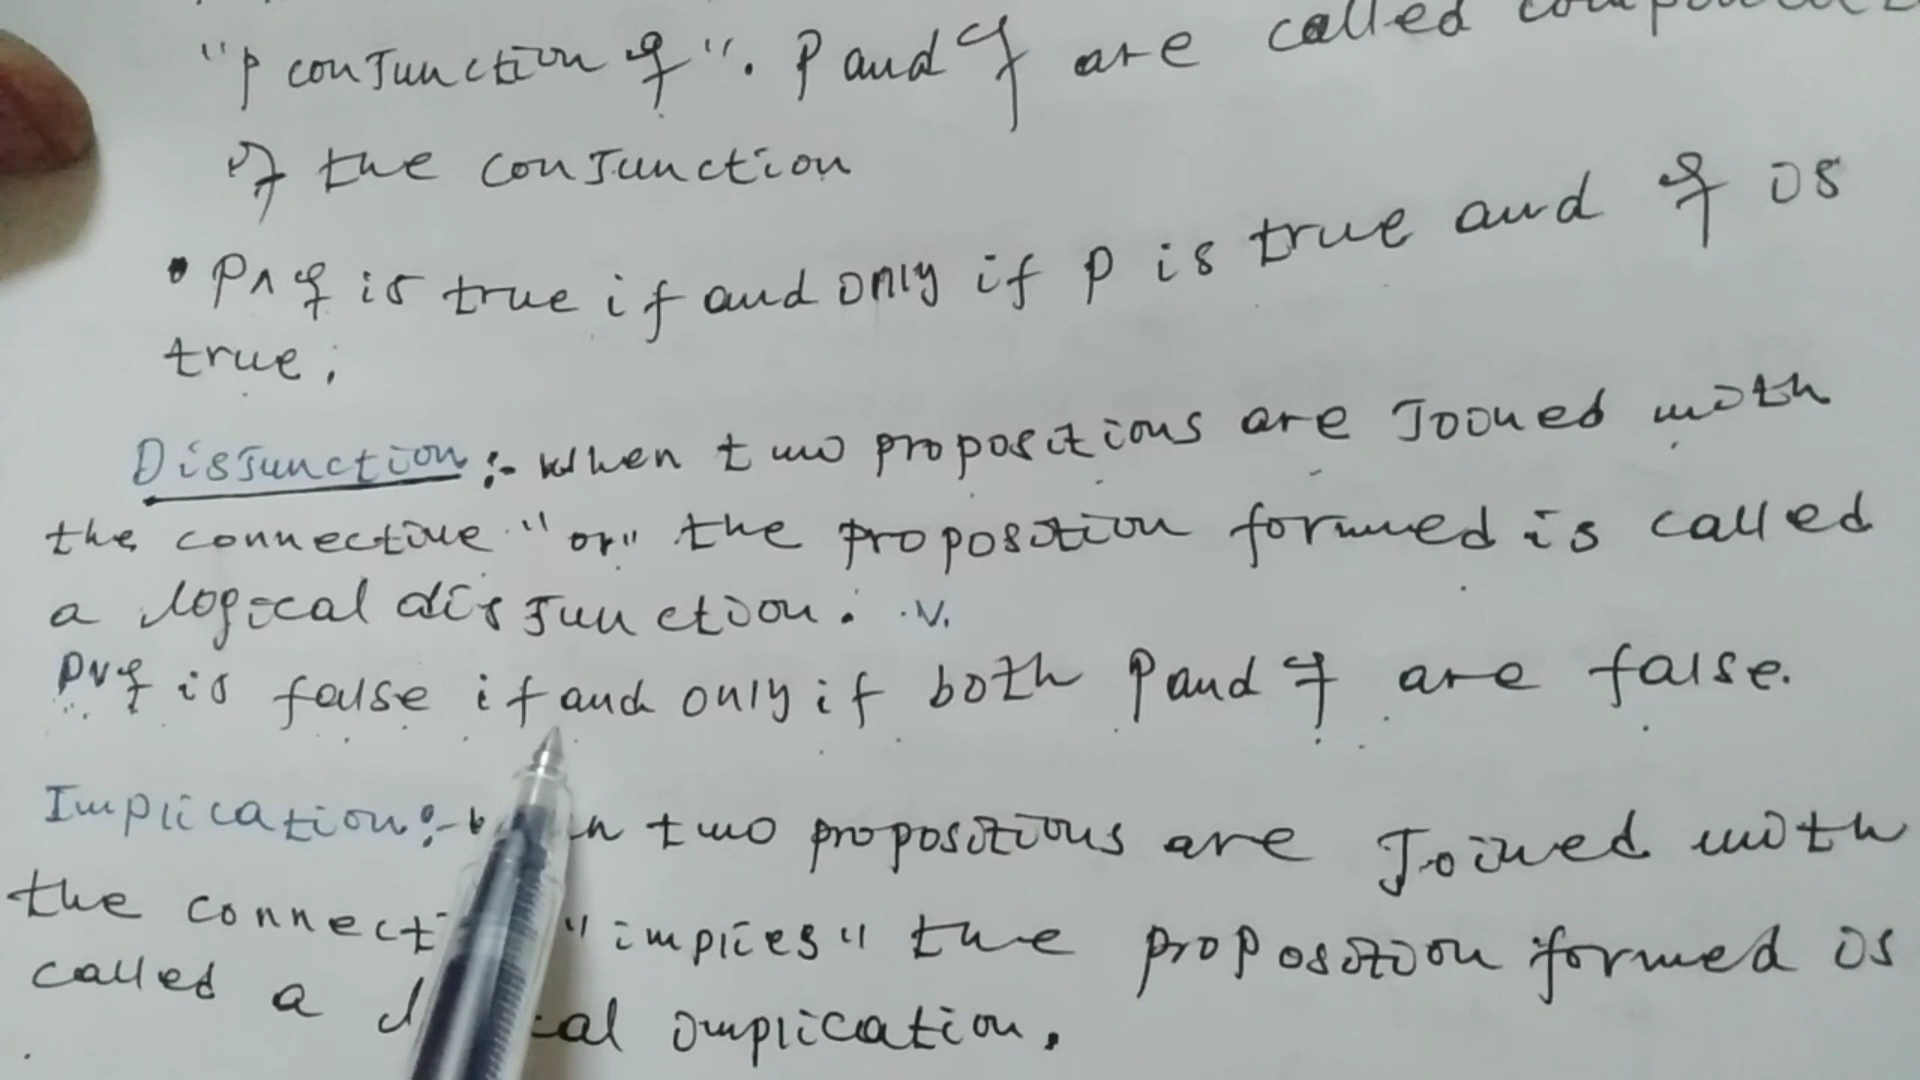 "p conjunction q". P and q are called
of the conjunction
• P∧q is true if and only if p is true and q is
true.
Disjunction :- When two propositions are Joined with
the connective "or" the proposition formed is called
a logical disjunction. .V.
P∨q is false if and only if both P and q are false.
Implication :- two propositions are Joined with
the "implies" the proposition formed is
called a implication.